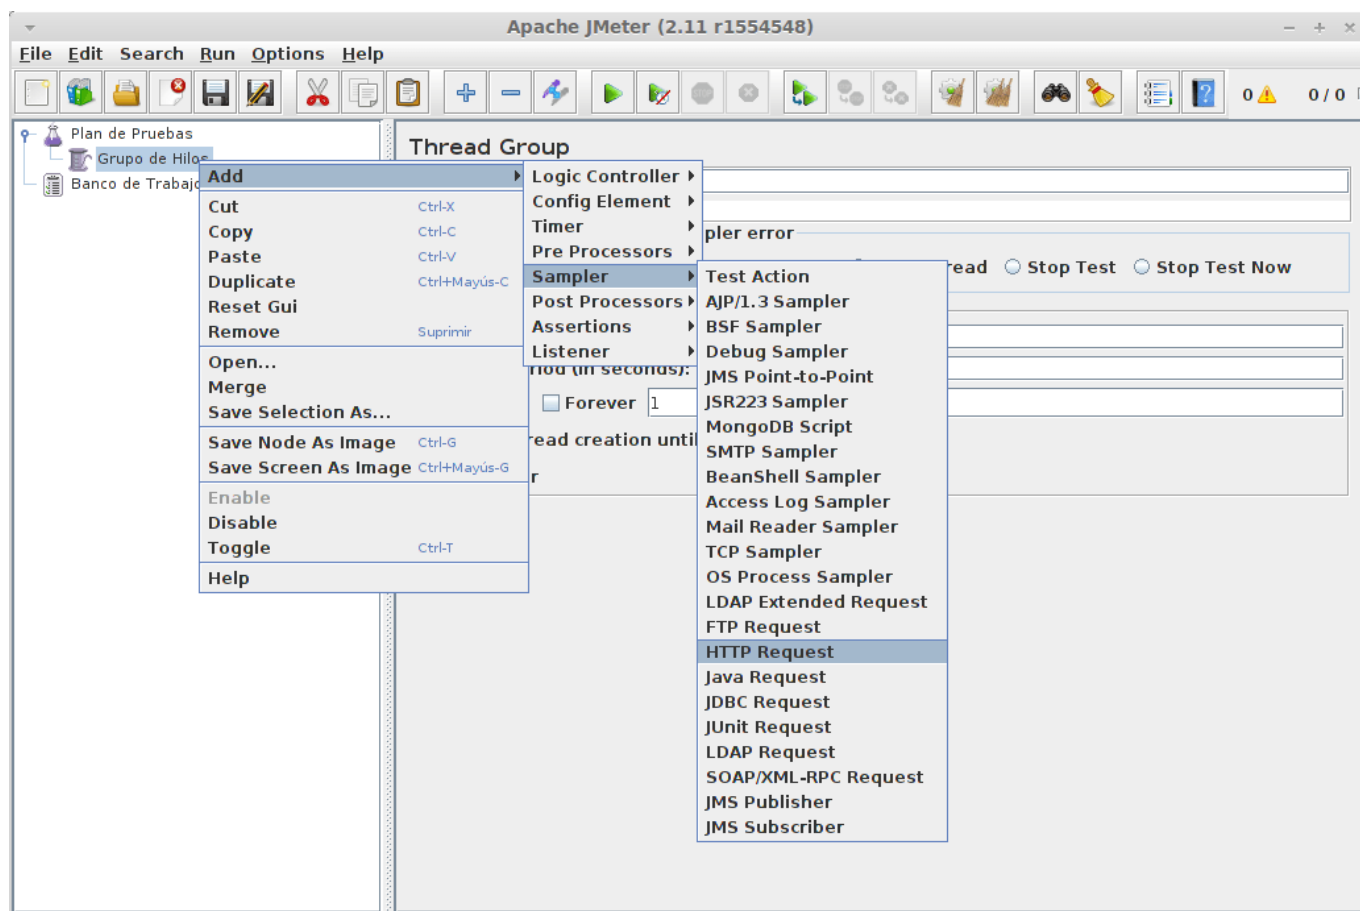 Apache JMeter (2.11 r1554548)
File Edit Search Run Options Help
0 0 / 0
Plan de Pruebas
Grupo de Hilos
Banco de Trabajo
Thread Group
Add
Cut Ctrl-X
Copy Ctrl-C
Paste Ctrl-V
Duplicate Ctrl+Mayús-C
Reset Gui
Remove Suprimir
Open...
Merge
Save Selection As...
Save Node As Image Ctrl-G
Save Screen As Image Ctrl+Mayús-G
Enable
Disable
Toggle Ctrl-T
Help
Logic Controller
Config Element
Timer
Pre Processors
Sampler
Post Processors
Assertions
Listener
Test Action
AJP/1.3 Sampler
BSF Sampler
Debug Sampler
JMS Point-to-Point
JSR223 Sampler
MongoDB Script
SMTP Sampler
BeanShell Sampler
Access Log Sampler
Mail Reader Sampler
TCP Sampler
OS Process Sampler
LDAP Extended Request
FTP Request
HTTP Request
Java Request
JDBC Request
JUnit Request
LDAP Request
SOAP/XML-RPC Request
JMS Publisher
JMS Subscriber
pler error
read Stop Test Stop Test Now
riod (in seconds):
Forever 1
read creation until
r